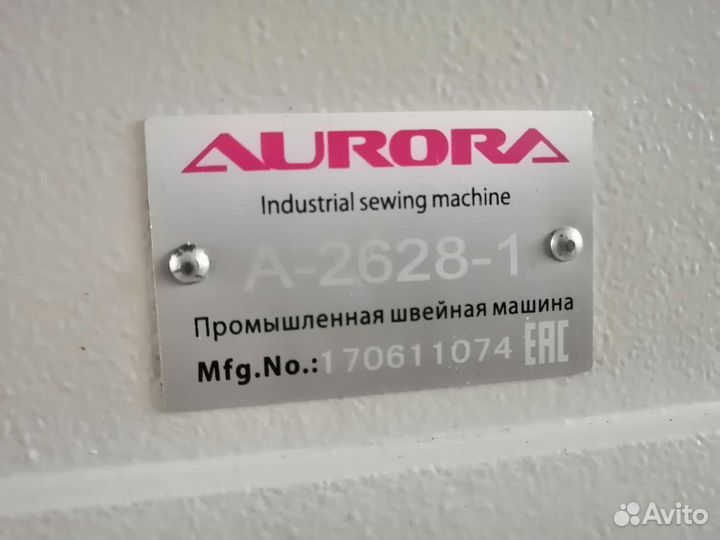 AURORA
Industrial sewing machine
A-2628-1
Промышленная швейная машина
Mfg.No.:170611074 EAC
Avito